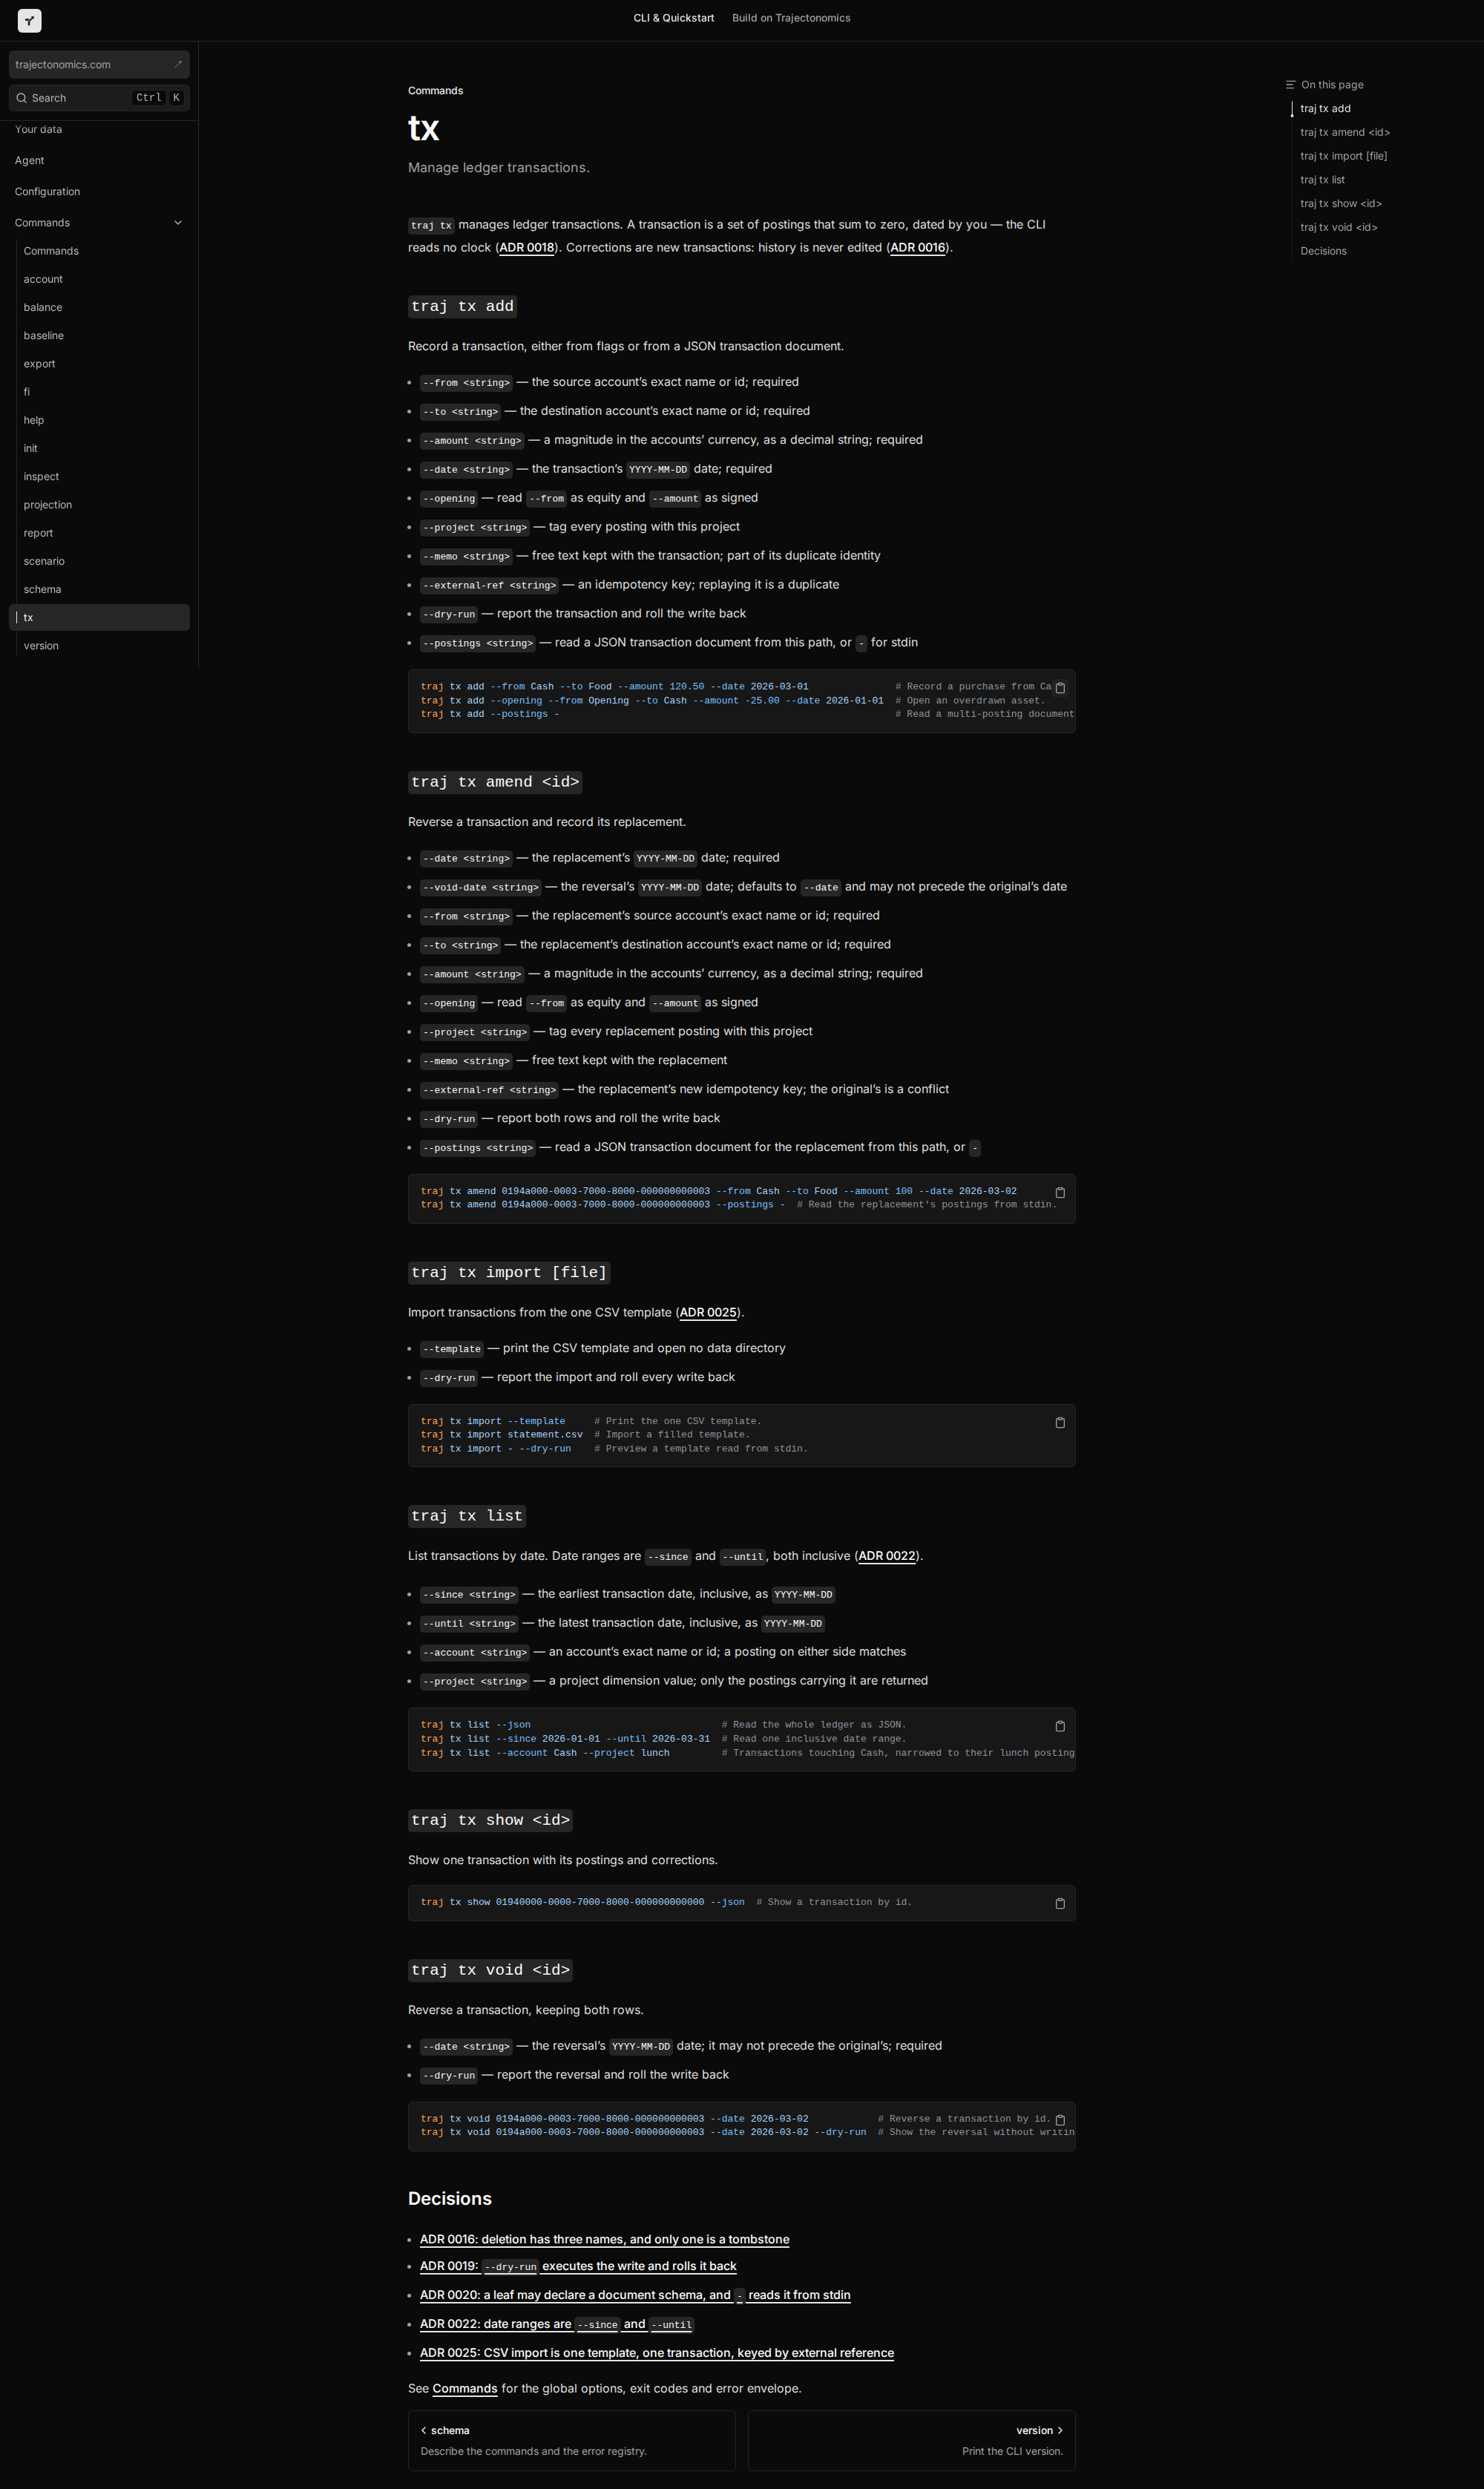 CLI & Quickstart
Build on Trajectonomics
trajectonomics.com
Search
Ctrl K
Your data
Agent
Configuration
Commands
Commands
account
balance
baseline
export
fi
help
init
inspect
projection
report
scenario
schema
tx
version
Commands
tx
Manage ledger transactions.
traj tx manages ledger transactions. A transaction is a set of postings that sum to zero, dated by you — the CLI
reads no clock (ADR 0018). Corrections are new transactions: history is never edited (ADR 0016).
traj tx add
Record a transaction, either from flags or from a JSON transaction document.
--from <string> — the source account’s exact name or id; required
--to <string> — the destination account’s exact name or id; required
--amount <string> — a magnitude in the accounts’ currency, as a decimal string; required
--date <string> — the transaction’s YYYY-MM-DD date; required
--opening — read --from as equity and --amount as signed
--project <string> — tag every posting with this project
--memo <string> — free text kept with the transaction; part of its duplicate identity
--external-ref <string> — an idempotency key; replaying it is a duplicate
--dry-run — report the transaction and roll the write back
--postings <string> — read a JSON transaction document from this path, or - for stdin
traj tx add --from Cash --to Food --amount 120.50 --date 2026-03-01 # Record a purchase from Ca
traj tx add --opening --from Opening --to Cash --amount -25.00 --date 2026-01-01 # Open an overdrawn asset.
traj tx add --postings - # Read a multi-posting document
traj tx amend <id>
Reverse a transaction and record its replacement.
--date <string> — the replacement’s YYYY-MM-DD date; required
--void-date <string> — the reversal’s YYYY-MM-DD date; defaults to --date and may not precede the original’s date
--from <string> — the replacement’s source account’s exact name or id; required
--to <string> — the replacement’s destination account’s exact name or id; required
--amount <string> — a magnitude in the accounts’ currency, as a decimal string; required
--opening — read --from as equity and --amount as signed
--project <string> — tag every replacement posting with this project
--memo <string> — free text kept with the replacement
--external-ref <string> — the replacement’s new idempotency key; the original’s is a conflict
--dry-run — report both rows and roll the write back
--postings <string> — read a JSON transaction document for the replacement from this path, or -
traj tx amend 0194a000-0003-7000-8000-000000000003 --from Cash --to Food --amount 100 --date 2026-03-02
traj tx amend 0194a000-0003-7000-8000-000000000003 --postings - # Read the replacement's postings from stdin.
traj tx import [file]
Import transactions from the one CSV template (ADR 0025).
--template — print the CSV template and open no data directory
--dry-run — report the import and roll every write back
traj tx import --template # Print the one CSV template.
traj tx import statement.csv # Import a filled template.
traj tx import - --dry-run # Preview a template read from stdin.
traj tx list
List transactions by date. Date ranges are --since and --until, both inclusive (ADR 0022).
--since <string> — the earliest transaction date, inclusive, as YYYY-MM-DD
--until <string> — the latest transaction date, inclusive, as YYYY-MM-DD
--account <string> — an account’s exact name or id; a posting on either side matches
--project <string> — a project dimension value; only the postings carrying it are returned
traj tx list --json # Read the whole ledger as JSON.
traj tx list --since 2026-01-01 --until 2026-03-31 # Read one inclusive date range.
traj tx list --account Cash --project lunch # Transactions touching Cash, narrowed to their lunch posting
traj tx show <id>
Show one transaction with its postings and corrections.
traj tx show 01940000-0000-7000-8000-000000000000 --json # Show a transaction by id.
traj tx void <id>
Reverse a transaction, keeping both rows.
--date <string> — the reversal’s YYYY-MM-DD date; it may not precede the original’s; required
--dry-run — report the reversal and roll the write back
traj tx void 0194a000-0003-7000-8000-000000000003 --date 2026-03-02 # Reverse a transaction by id.
traj tx void 0194a000-0003-7000-8000-000000000003 --date 2026-03-02 --dry-run # Show the reversal without writin
Decisions
ADR 0016: deletion has three names, and only one is a tombstone
ADR 0019: --dry-run executes the write and rolls it back
ADR 0020: a leaf may declare a document schema, and - reads it from stdin
ADR 0022: date ranges are --since and --until
ADR 0025: CSV import is one template, one transaction, keyed by external reference
See Commands for the global options, exit codes and error envelope.
schema
Describe the commands and the error registry.
version
Print the CLI version.
On this page
traj tx add
traj tx amend <id>
traj tx import [file]
traj tx list
traj tx show <id>
traj tx void <id>
Decisions